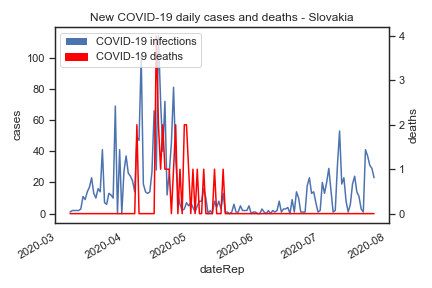 New COVID-19 daily cases and deaths - Slovakia
COVID-19 infections
COVID-19 deaths
100
80
60
40
20
0
cases
4
3
2
1
0
deaths
2020-03
2020-04
2020-05
2020-06
2020-07
2020-08
dateRep